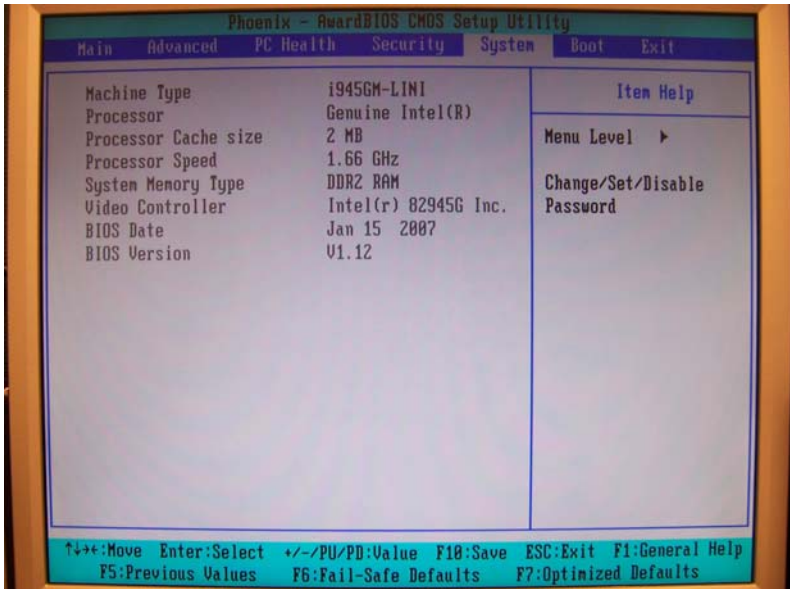 Phoenix - AwardBIOS CMOS Setup Utility
Main Advanced PC Health Security System Boot Exit
Machine Type i945GM-LINI
Processor Genuine Intel(R)
Processor Cache size 2 MB
Processor Speed 1.66 GHz
System Memory Type DDR2 RAM
Video Controller Intel(r) 82945G Inc.
BIOS Date Jan 15 2007
BIOS Version V1.12
Item Help
Menu Level ▶
Change/Set/Disable
Password
↑↓→←:Move Enter:Select +/-/PU/PD:Value F10:Save ESC:Exit F1:General Help
F5:Previous Values F6:Fail-Safe Defaults F7:Optimized Defaults